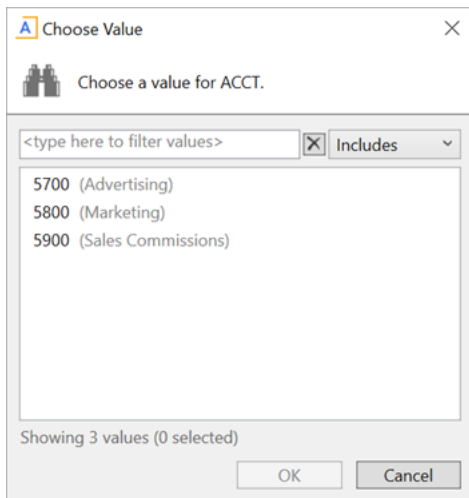 A Choose Value
Choose a value for ACCT.
<type here to filter values> Includes
5700 (Advertising)
5800 (Marketing)
5900 (Sales Commissions)
Showing 3 values (0 selected)
OK Cancel